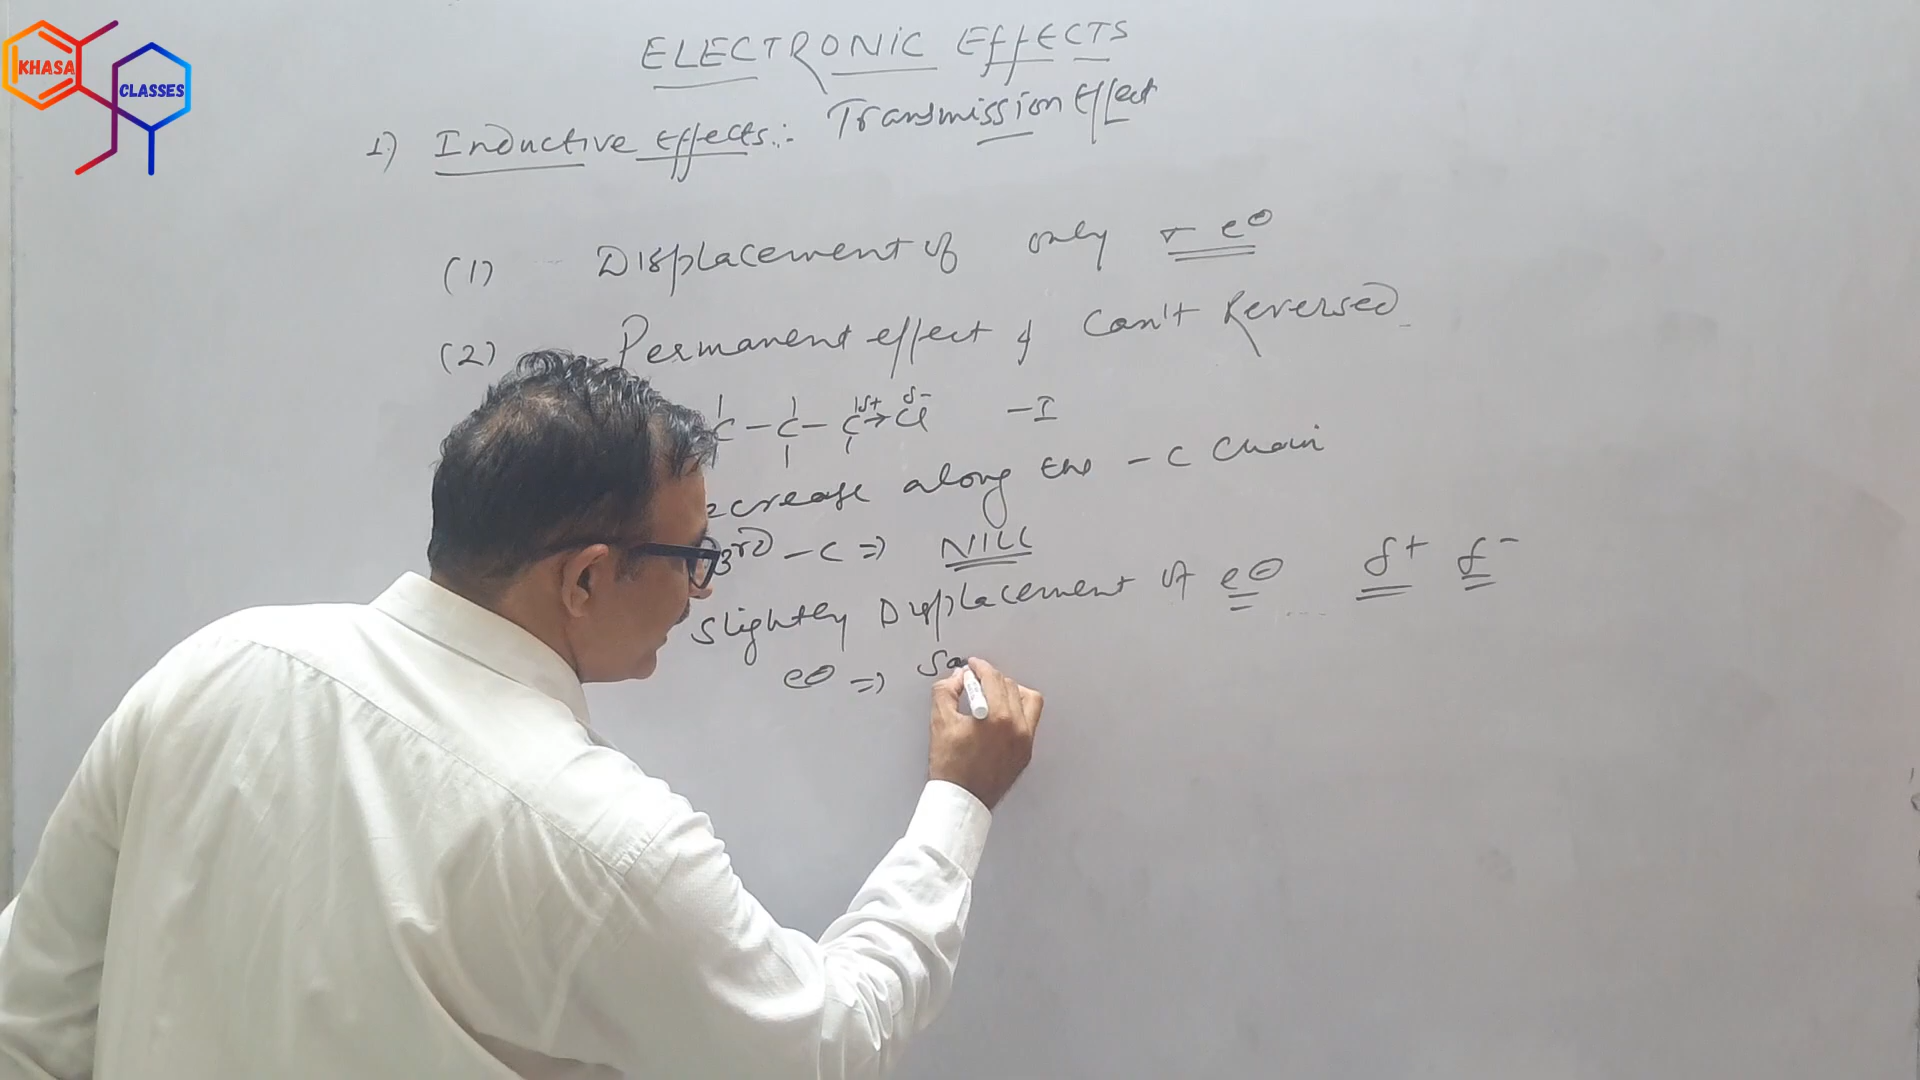 KHASA
CLASSES
ELECTRONIC EffECTS
1) Inductive Effects:- Transmission Effect
(1) Displacement of only σ e⊖
(2) Permanent effect & Can't Reversed
C – C – C δ+ → Cl δ- -I
ecrease along the – C Chain
3rd – C => NILL
Slightly Displacement of e⊖ δ+ δ-
e⊖ => Sa